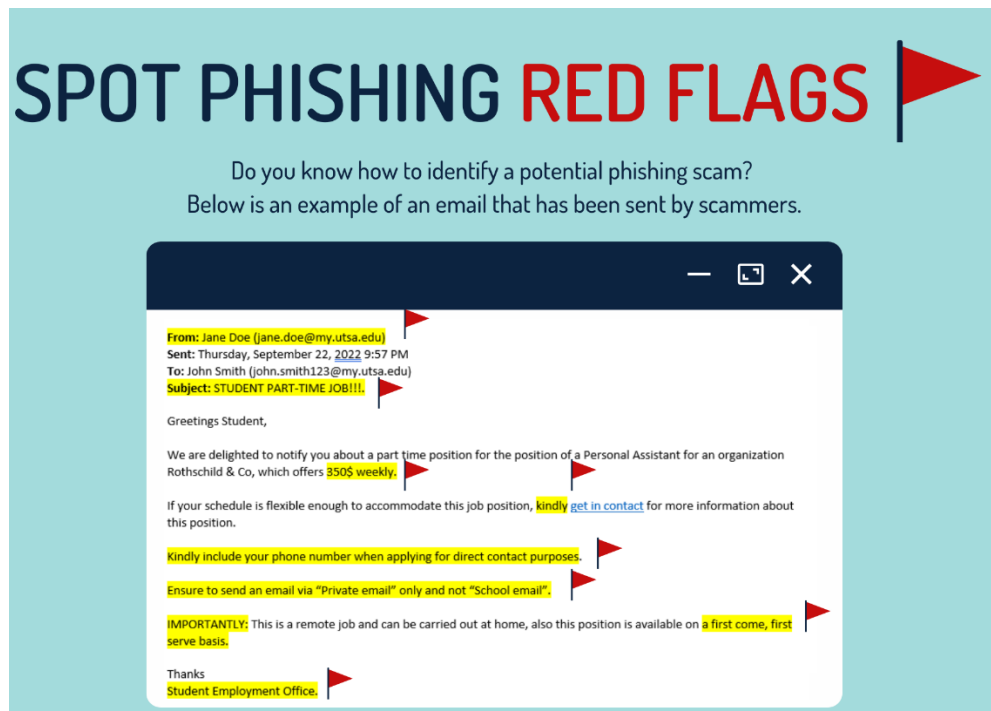 SPOT PHISHING RED FLAGS
Do you know how to identify a potential phishing scam?
Below is an example of an email that has been sent by scammers.
From: Jane Doe (jane.doe@my.utsa.edu)
Sent: Thursday, September 22, 2022 9:57 PM
To: John Smith (john.smith123@my.utsa.edu)
Subject: STUDENT PART-TIME JOB!!!.
Greetings Student,
We are delighted to notify you about a part time position for the position of a Personal Assistant for an organization
Rothschild & Co, which offers 350$ weekly.
If your schedule is flexible enough to accommodate this job position, kindly get in contact for more information about
this position.
Kindly include your phone number when applying for direct contact purposes.
Ensure to send an email via “Private email” only and not “School email”.
IMPORTANTLY: This is a remote job and can be carried out at home, also this position is available on a first come, first
serve basis.
Thanks
Student Employment Office.